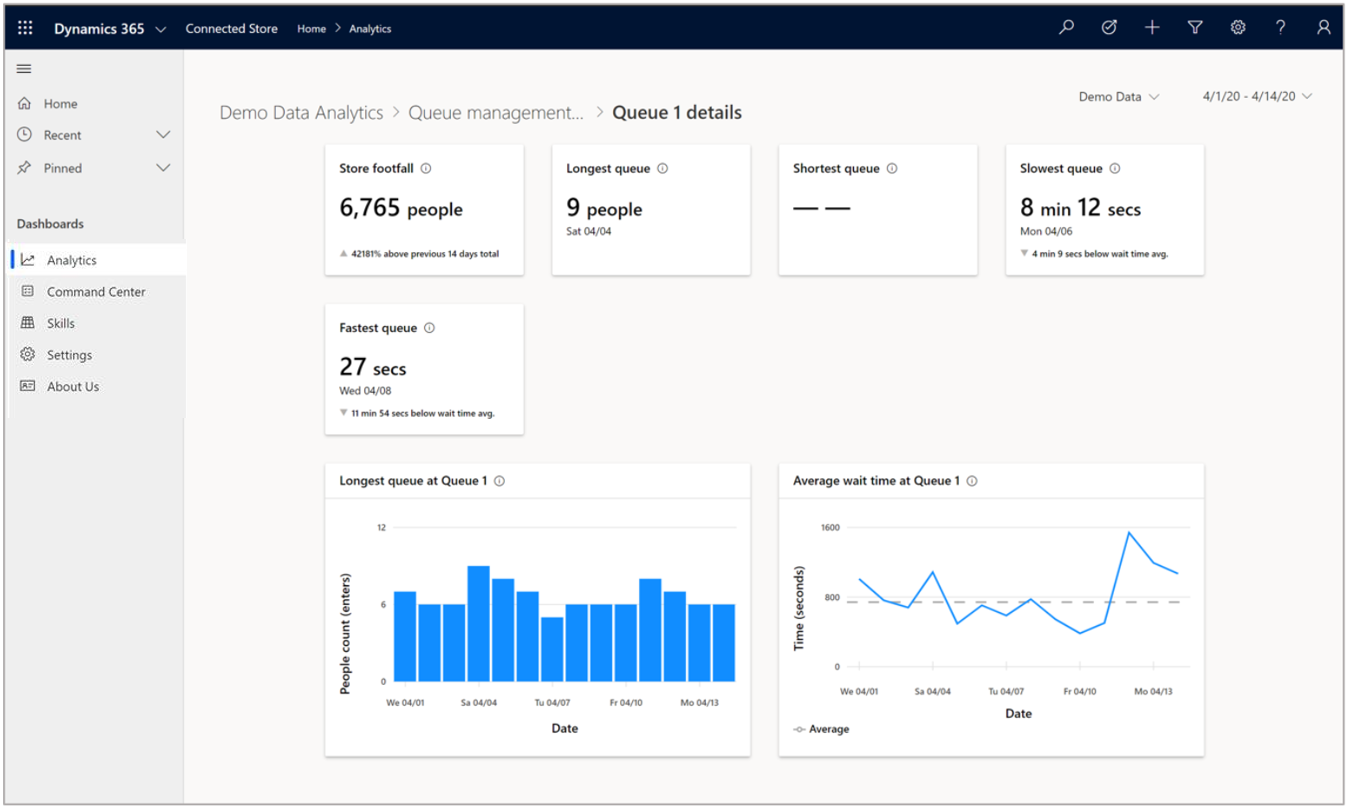 Dynamics 365 Connected Store Home > Analytics
Home
Recent
Pinned
Dashboards
Analytics
Command Center
Skills
Settings
About Us
Demo Data 4/1/20 - 4/14/20
Demo Data Analytics > Queue management... > Queue 1 details
Store footfall
6,765 people
42181% above previous 14 days total
Longest queue
9 people
Sat 04/04
Shortest queue
— —
Slowest queue
8 min 12 secs
Mon 04/06
4 min 9 secs below wait time avg.
Fastest queue
27 secs
Wed 04/08
11 min 54 secs below wait time avg.
Longest queue at Queue 1
People count (enters)
12
6
0
We 04/01 Sa 04/04 Tu 04/07 Fr 04/10 Mo 04/13
Date
Average wait time at Queue 1
Time (seconds)
1600
800
0
We 04/01 Sa 04/04 Tu 04/07 Fr 04/10 Mo 04/13
Date
Average